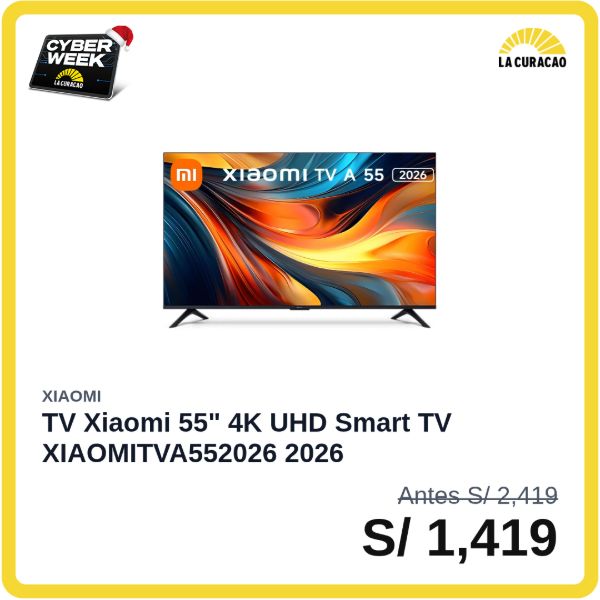 CYBER
WEEK
LA CURACAO
LA CURACAO
mi
xiaomi TV A 55 2026
XIAOMI
TV Xiaomi 55" 4K UHD Smart TV
XIAOMITVA552026 2026
Antes S/ 2,419
S/ 1,419